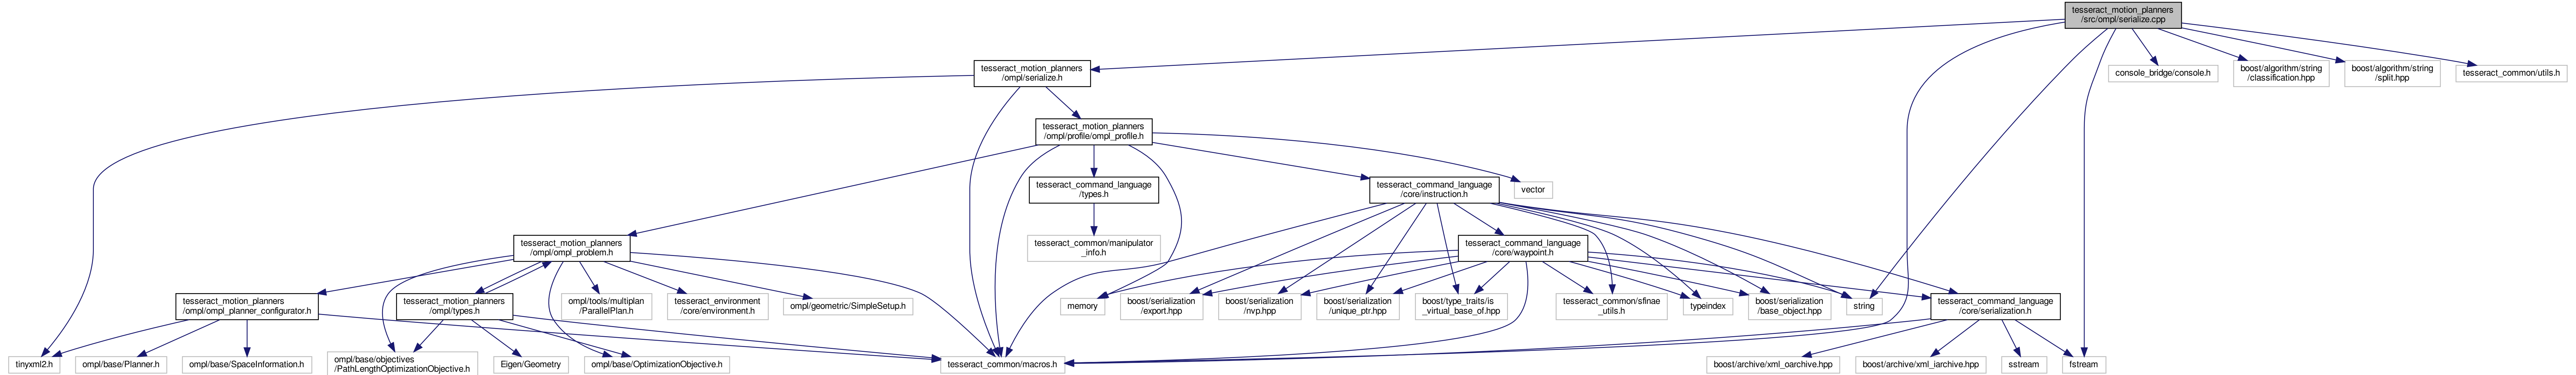 tesseract_motion_planners
/src/ompl/serialize.cpp
tesseract_motion_planners
/ompl/serialize.h
console_bridge/console.h
boost/algorithm/string
/classification.hpp
boost/algorithm/string
/split.hpp
tesseract_common/utils.h
tesseract_motion_planners
/ompl/profile/ompl_profile.h
tesseract_command_language
/types.h
tesseract_command_language
/core/instruction.h
vector
tesseract_motion_planners
/ompl/ompl_problem.h
tesseract_common/manipulator
_info.h
tesseract_command_language
/core/waypoint.h
tesseract_motion_planners
/ompl/ompl_planner_configurator.h
tesseract_motion_planners
/ompl/types.h
ompl/tools/multiplan
/ParallelPlan.h
tesseract_environment
/core/environment.h
ompl/geometric/SimpleSetup.h
memory
boost/serialization
/export.hpp
boost/serialization
/nvp.hpp
boost/serialization
/unique_ptr.hpp
boost/type_traits/is
_virtual_base_of.hpp
tesseract_common/sfinae
_utils.h
typeindex
boost/serialization
/base_object.hpp
string
tesseract_command_language
/core/serialization.h
tinyxml2.h
ompl/base/Planner.h
ompl/base/SpaceInformation.h
ompl/base/objectives
/PathLengthOptimizationObjective.h
Eigen/Geometry
ompl/base/OptimizationObjective.h
tesseract_common/macros.h
boost/archive/xml_oarchive.hpp
boost/archive/xml_iarchive.hpp
sstream
fstream